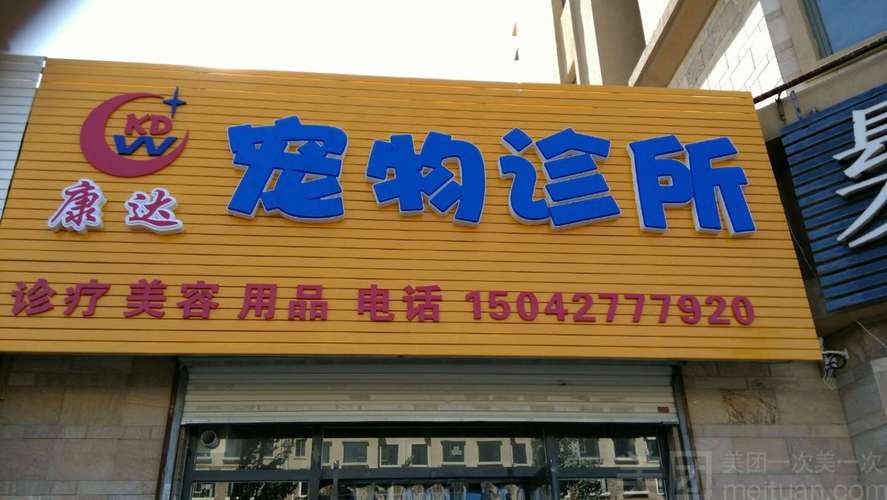 KD
W
康达
宠物诊所
诊疗 美容 用品 电话 15042777920
美团一次美一次
meituan.com